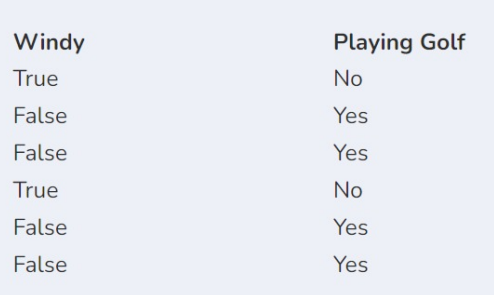 Windy Playing Golf
True No
False Yes
False Yes
True No
False Yes
False Yes